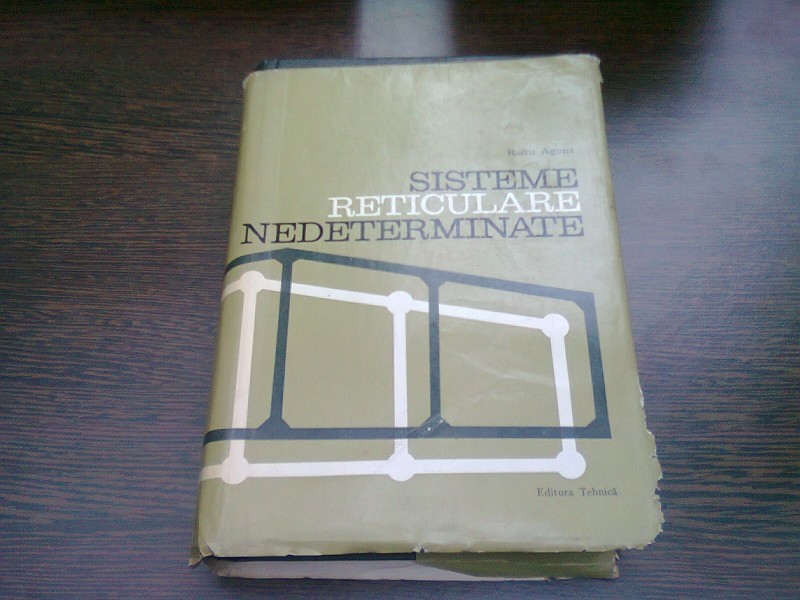 Radu Agent
SISTEME
RETICULARE
NEDETERMINATE
Editura Tehnică